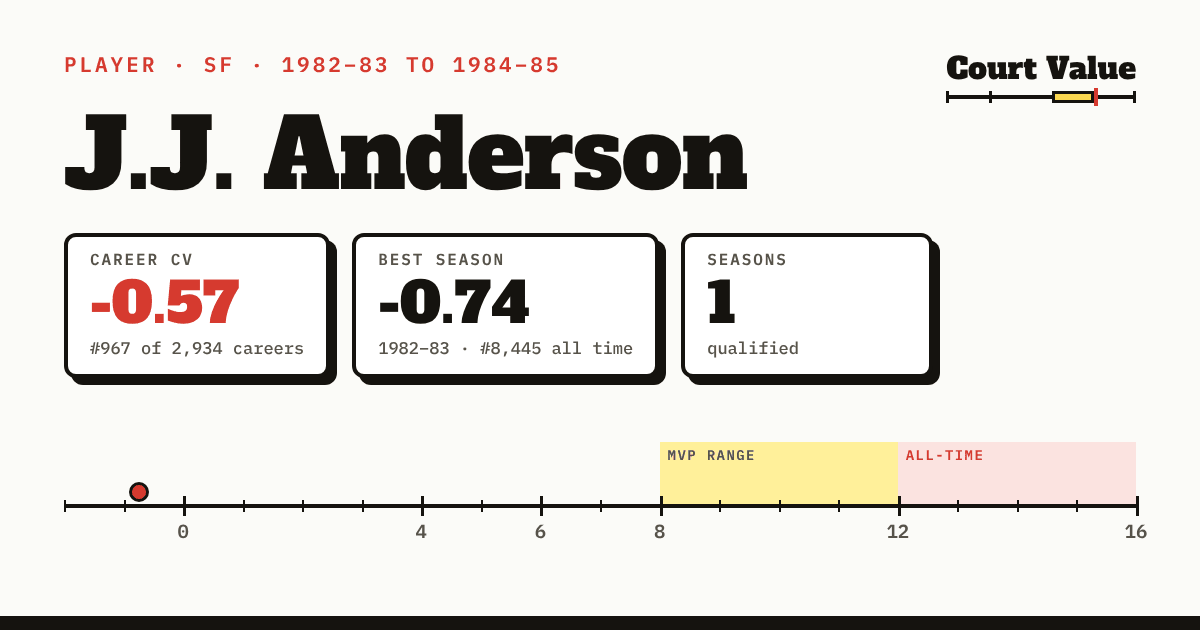 PLAYER · SF · 1982–83 TO 1984–85
Court Value
J.J. Anderson
CAREER CV
-0.57
#967 of 2,934 careers
BEST SEASON
-0.74
1982–83 · #8,445 all time
SEASONS
1
qualified
MVP RANGE
ALL-TIME
0 4 6 8 12 16